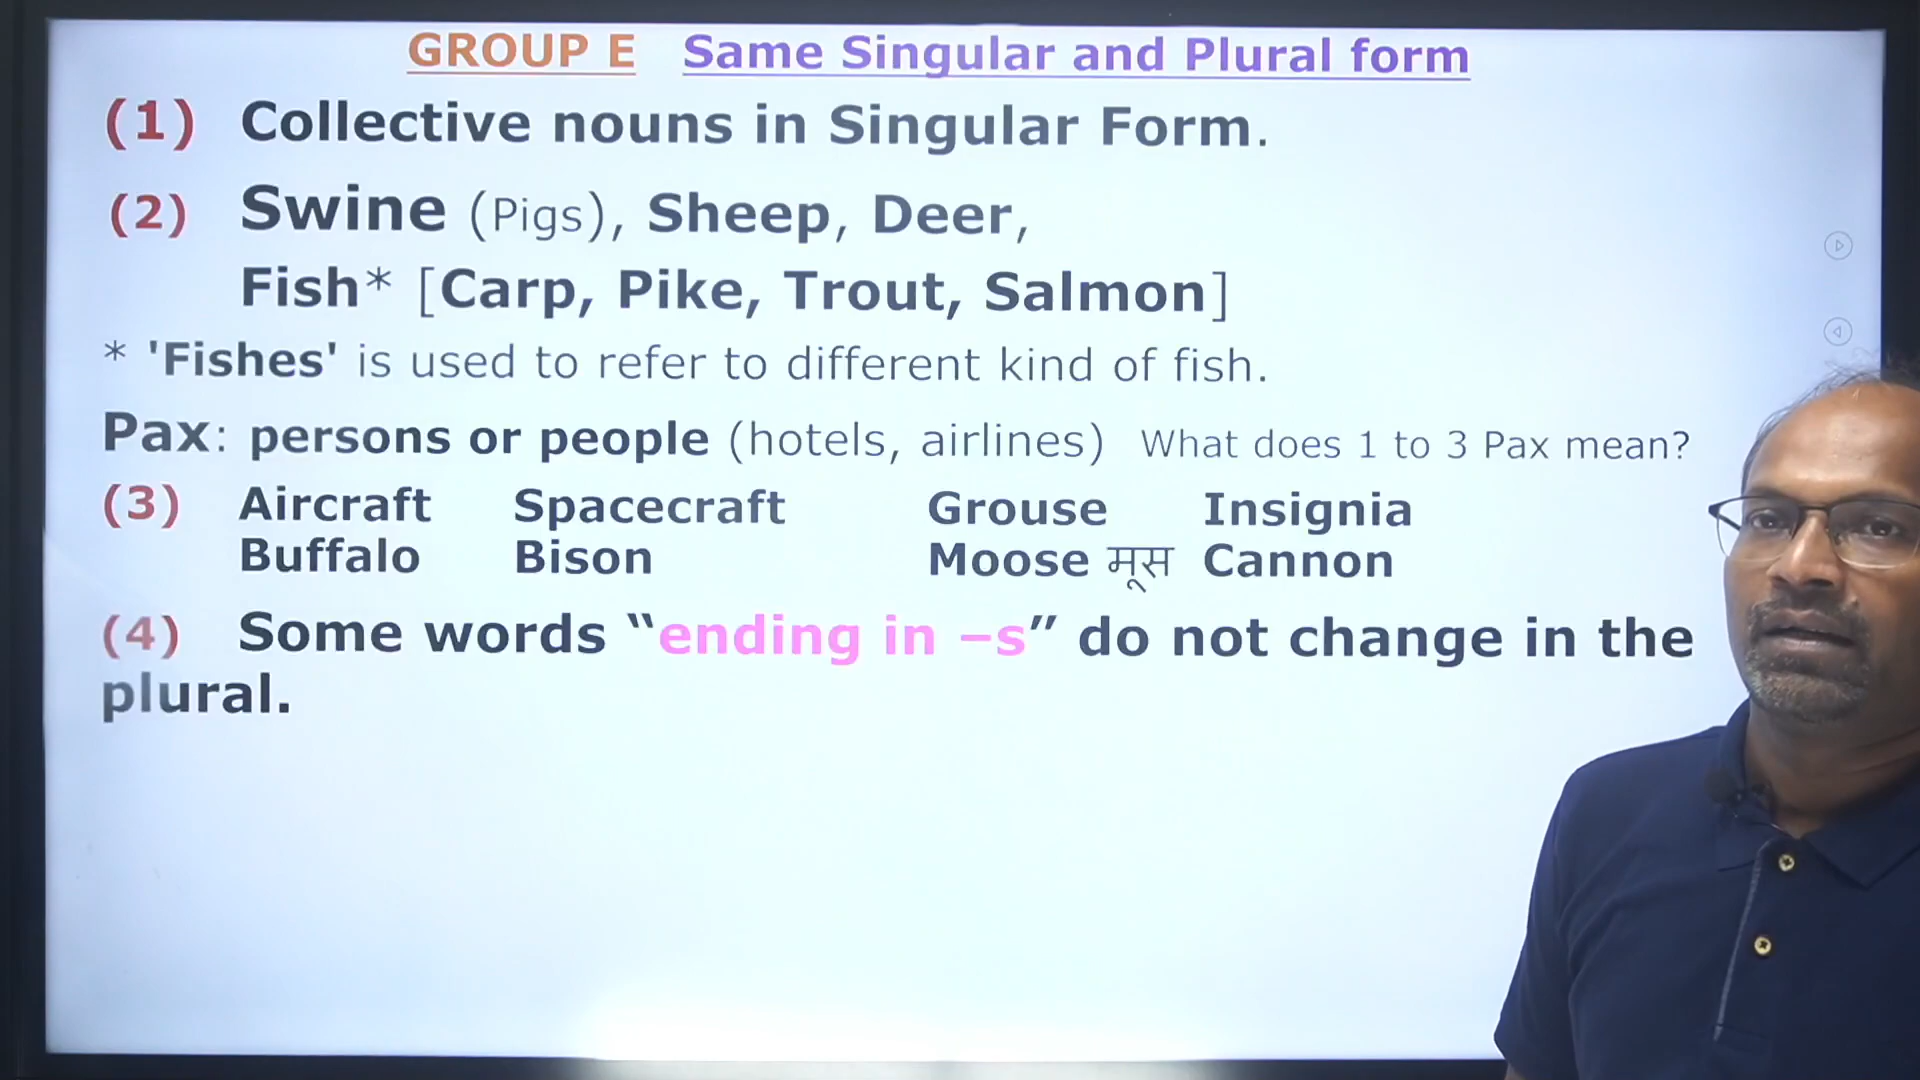 GROUP E Same Singular and Plural form
(1) Collective nouns in Singular Form.
(2) Swine (Pigs), Sheep, Deer,
Fish* [Carp, Pike, Trout, Salmon]
* 'Fishes' is used to refer to different kind of fish.
Pax: persons or people (hotels, airlines) What does 1 to 3 Pax mean?
(3) Aircraft Spacecraft Grouse Insignia
Buffalo Bison Moose मूस Cannon
(4) Some words “ending in –s” do not change in the
plural.